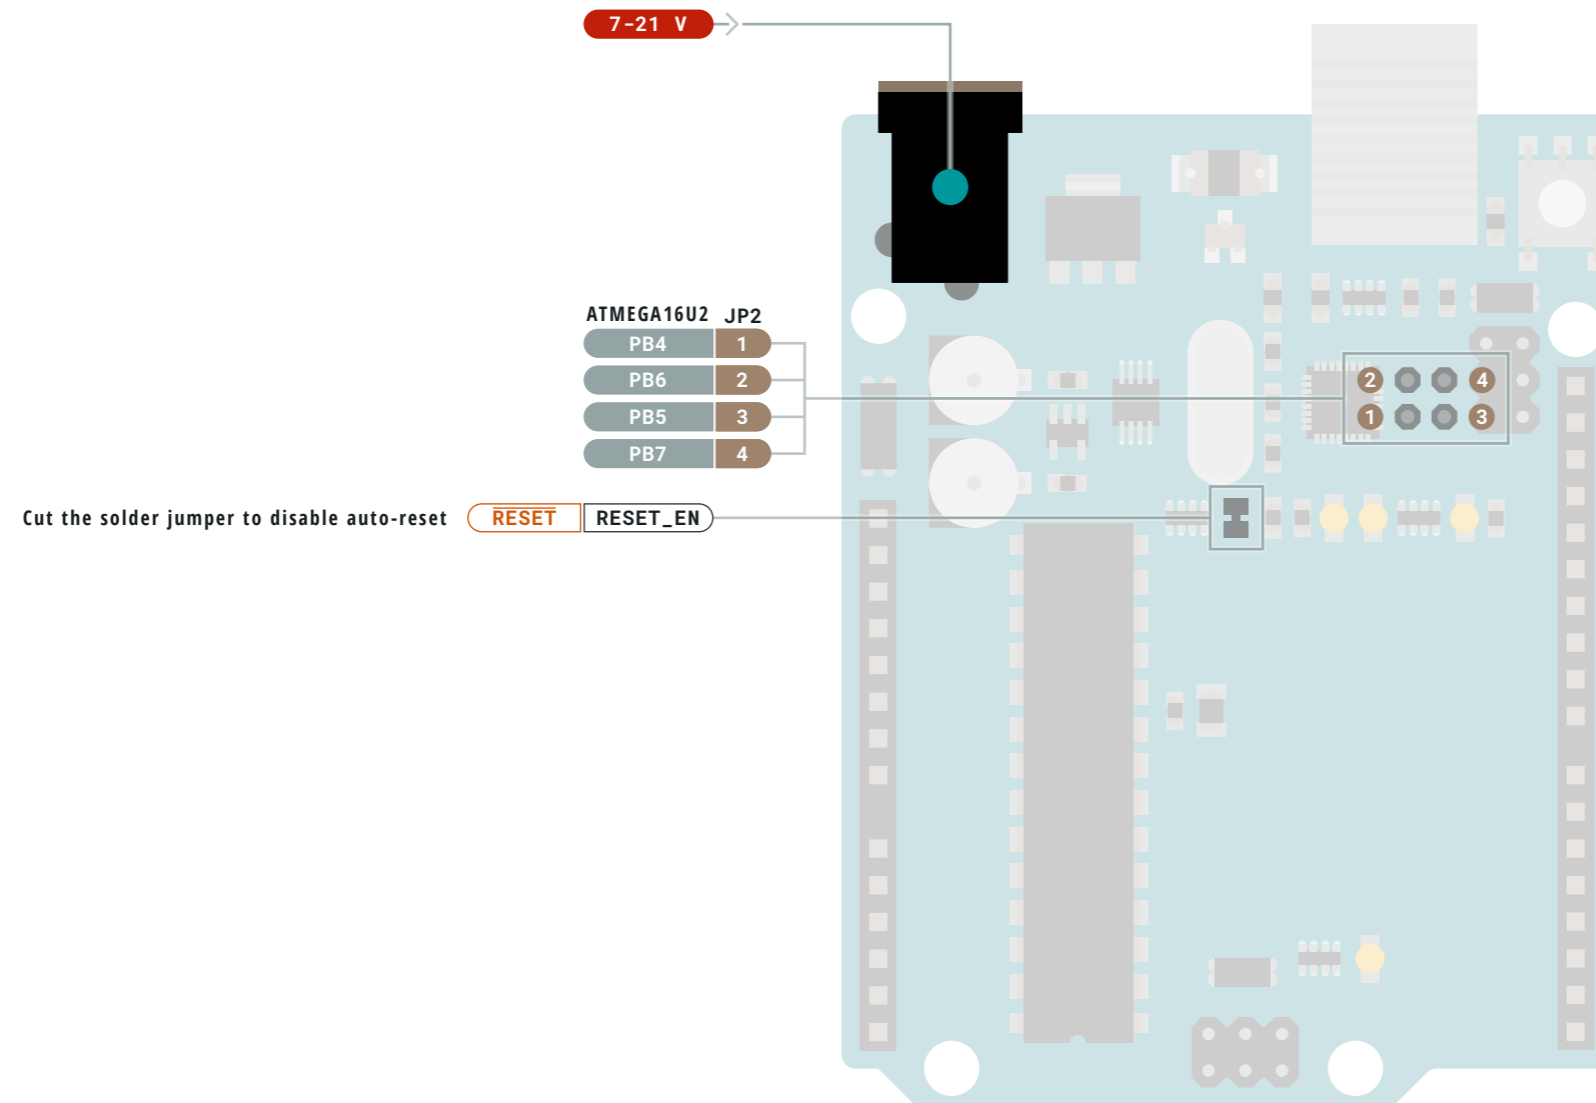 7-21 V
ATMEGA16U2 JP2
PB4 1
PB6 2
PB5 3
PB7 4
2 4
1 3
Cut the solder jumper to disable auto-reset RESET RESET_EN